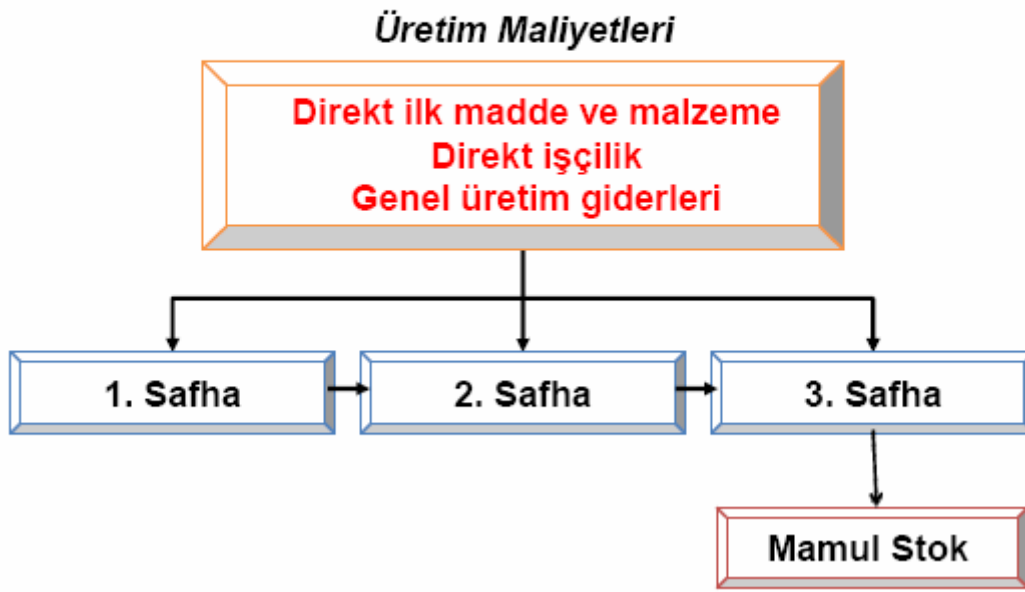 Üretim Maliyetleri
Direkt ilk madde ve malzeme
Direkt işçilik
Genel üretim giderleri
1. Safha
2. Safha
3. Safha
Mamul Stok